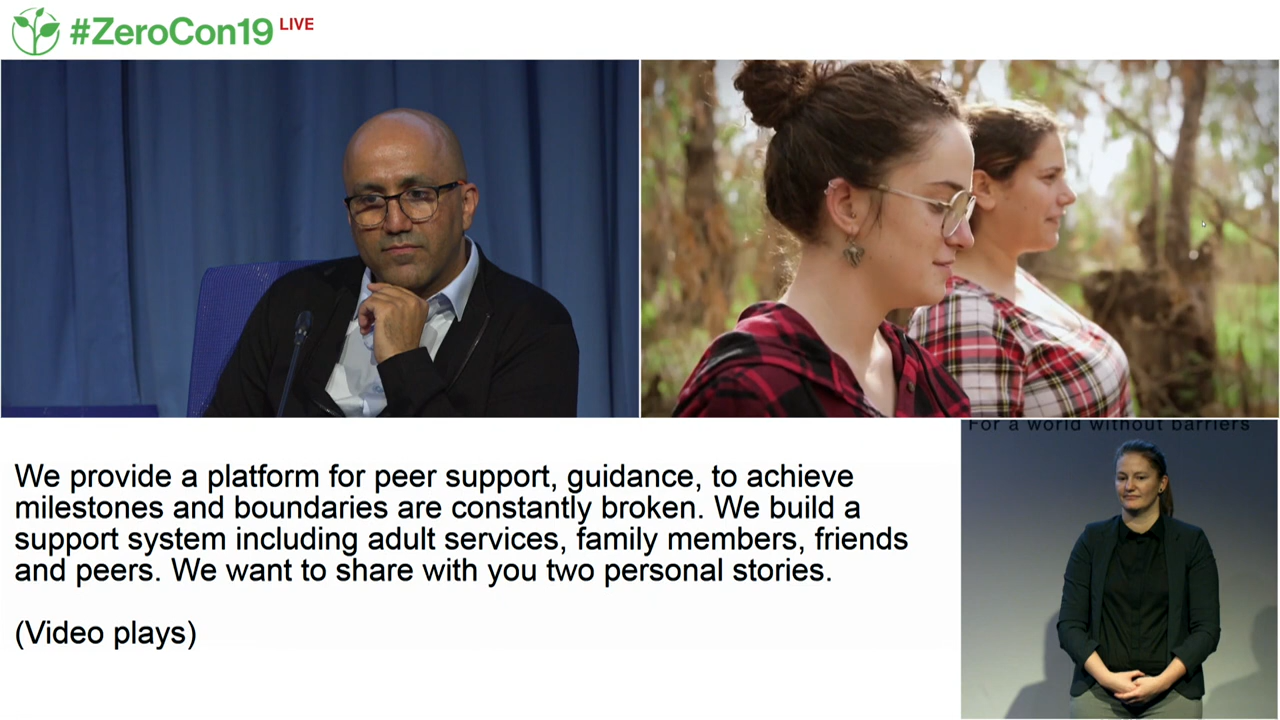 #ZeroCon19 LIVE
For a world without barriers
We provide a platform for peer support, guidance, to achieve
milestones and boundaries are constantly broken. We build a
support system including adult services, family members, friends
and peers. We want to share with you two personal stories.
(Video plays)